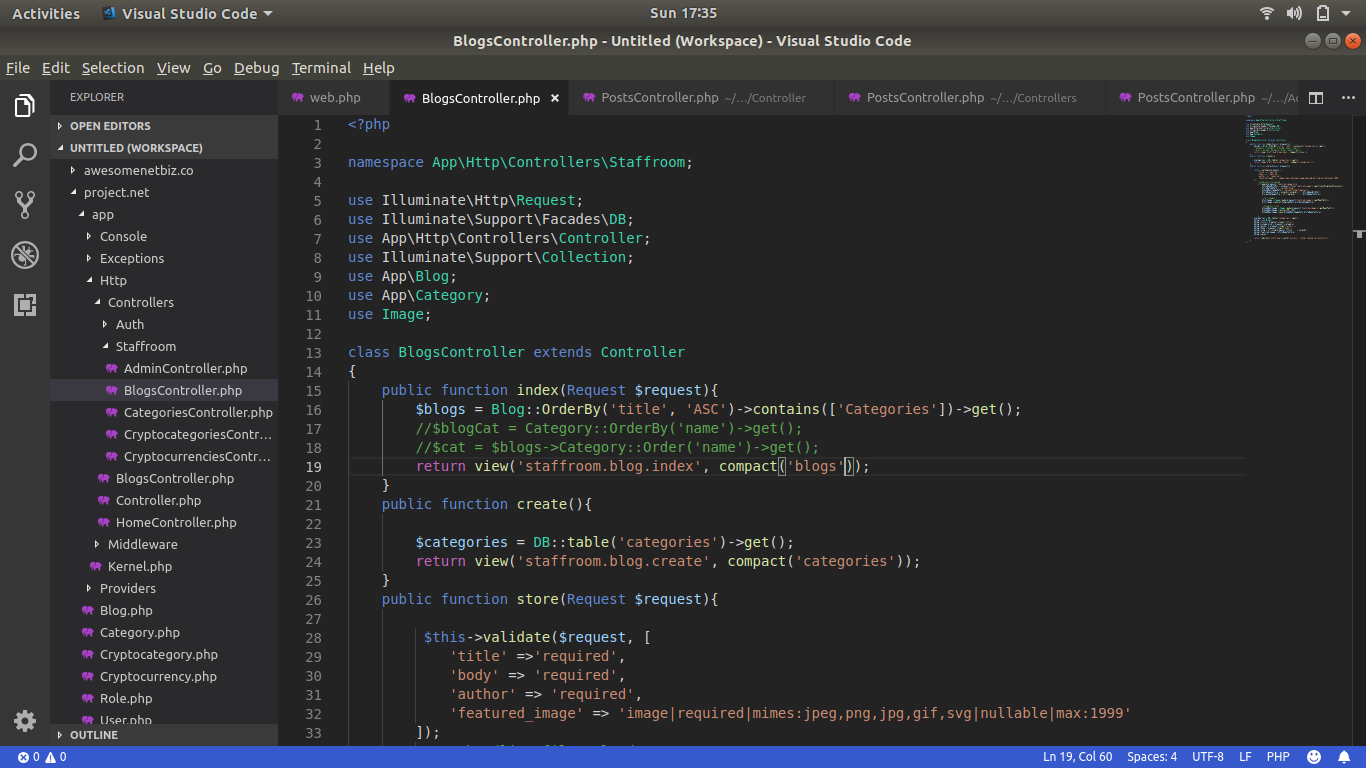 Activities Visual Studio Code Sun 17:35
BlogsController.php - Untitled (Workspace) - Visual Studio Code
File Edit Selection View Go Debug Terminal Help
EXPLORER
OPEN EDITORS
UNTITLED (WORKSPACE)
awesomenetbiz.co
project.net
app
Console
Exceptions
Http
Controllers
Auth
Staffroom
AdminController.php
BlogsController.php
CategoriesController.php
CryptocategoriesContr...
CryptocurrenciesContr...
BlogsController.php
Controller.php
HomeController.php
Middleware
Kernel.php
Providers
Blog.php
Category.php
Cryptocategory.php
Cryptocurrency.php
Role.php
User.php
OUTLINE
web.php BlogsController.php × PostsController.php ~/.../Controller PostsController.php ~/.../Controllers PostsController.php ~/.../Ac
1 <?php
2
3 namespace App\Http\Controllers\Staffroom;
4
5 use Illuminate\Http\Request;
6 use Illuminate\Support\Facades\DB;
7 use App\Http\Controllers\Controller;
8 use Illuminate\Support\Collection;
9 use App\Blog;
10 use App\Category;
11 use Image;
12
13 class BlogsController extends Controller
14 {
15 public function index(Request $request){
16 $blogs = Blog::OrderBy('title', 'ASC')->contains(['Categories'])->get();
17 //$blogCat = Category::OrderBy('name')->get();
18 //$cat = $blogs->Category::Order('name')->get();
19 return view('staffroom.blog.index', compact('blogs'));
20 }
21 public function create(){
22
23 $categories = DB::table('categories')->get();
24 return view('staffroom.blog.create', compact('categories'));
25 }
26 public function store(Request $request){
27
28 $this->validate($request, [
29 'title' =>'required',
30 'body' => 'required',
31 'author' => 'required',
32 'featured_image' => 'image|required|mimes:jpeg,png,jpg,gif,svg|nullable|max:1999'
33 ]);
0 0 Ln 19, Col 60 Spaces: 4 UTF-8 LF PHP